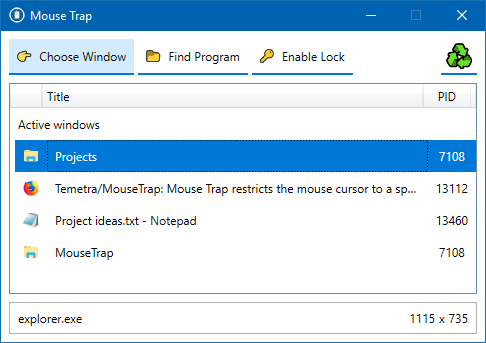 Mouse Trap
Choose Window Find Program Enable Lock
Title PID
Active windows
Projects 7108
Temetra/MouseTrap: Mouse Trap restricts the mouse cursor to a sp... 13112
Project ideas.txt - Notepad 13460
MouseTrap 7108
explorer.exe 1115 x 735